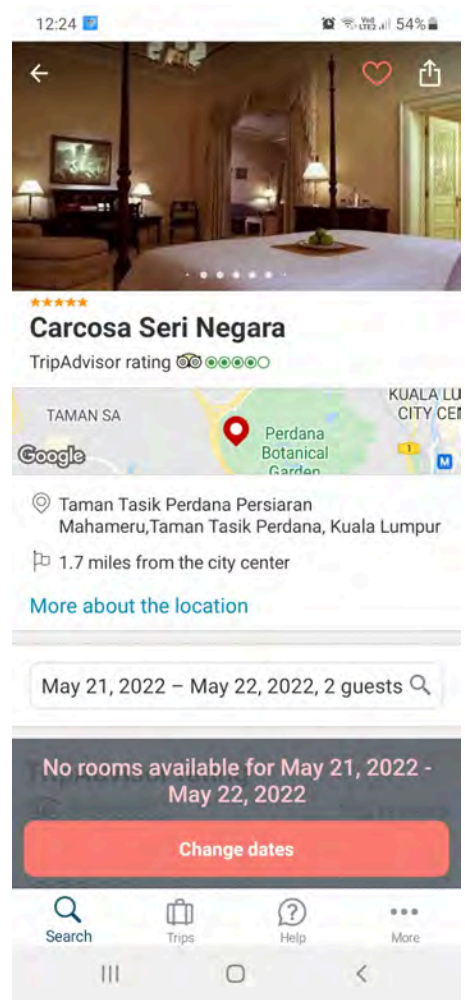 12:24
54%
Carcosa Seri Negara
TripAdvisor rating
KUALA LU
TAMAN SA
CITY CEN
Perdana
Botanical
Garden
1
M
Google
Taman Tasik Perdana Persiaran
Mahameru,Taman Tasik Perdana, Kuala Lumpur
1.7 miles from the city center
More about the location
May 21, 2022 – May 22, 2022, 2 guests
No rooms available for May 21, 2022 -
May 22, 2022
Change dates
Search
Trips
Help
More